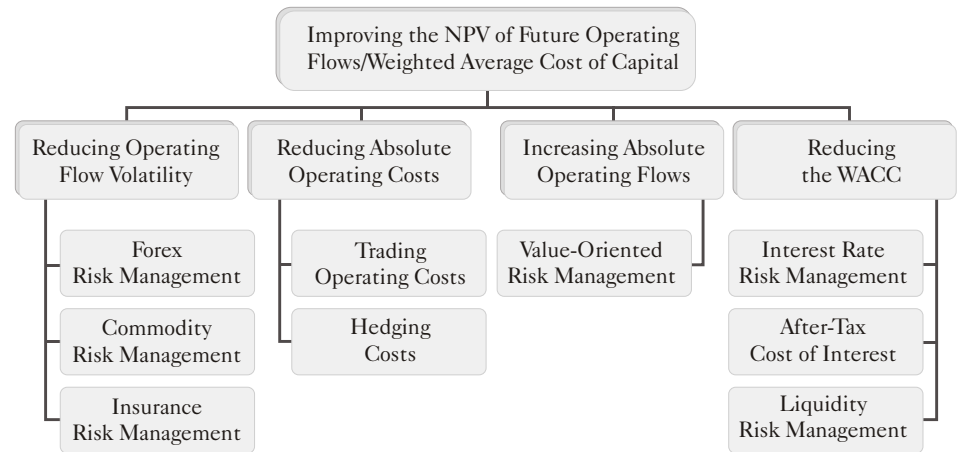 Improving the NPV of Future Operating
Flows/Weighted Average Cost of Capital
Reducing Operating
Flow Volatility
Reducing Absolute
Operating Costs
Increasing Absolute
Operating Flows
Reducing
the WACC
Forex
Risk Management
Commodity
Risk Management
Insurance
Risk Management
Trading
Operating Costs
Hedging
Costs
Value-Oriented
Risk Management
Interest Rate
Risk Management
After-Tax
Cost of Interest
Liquidity
Risk Management